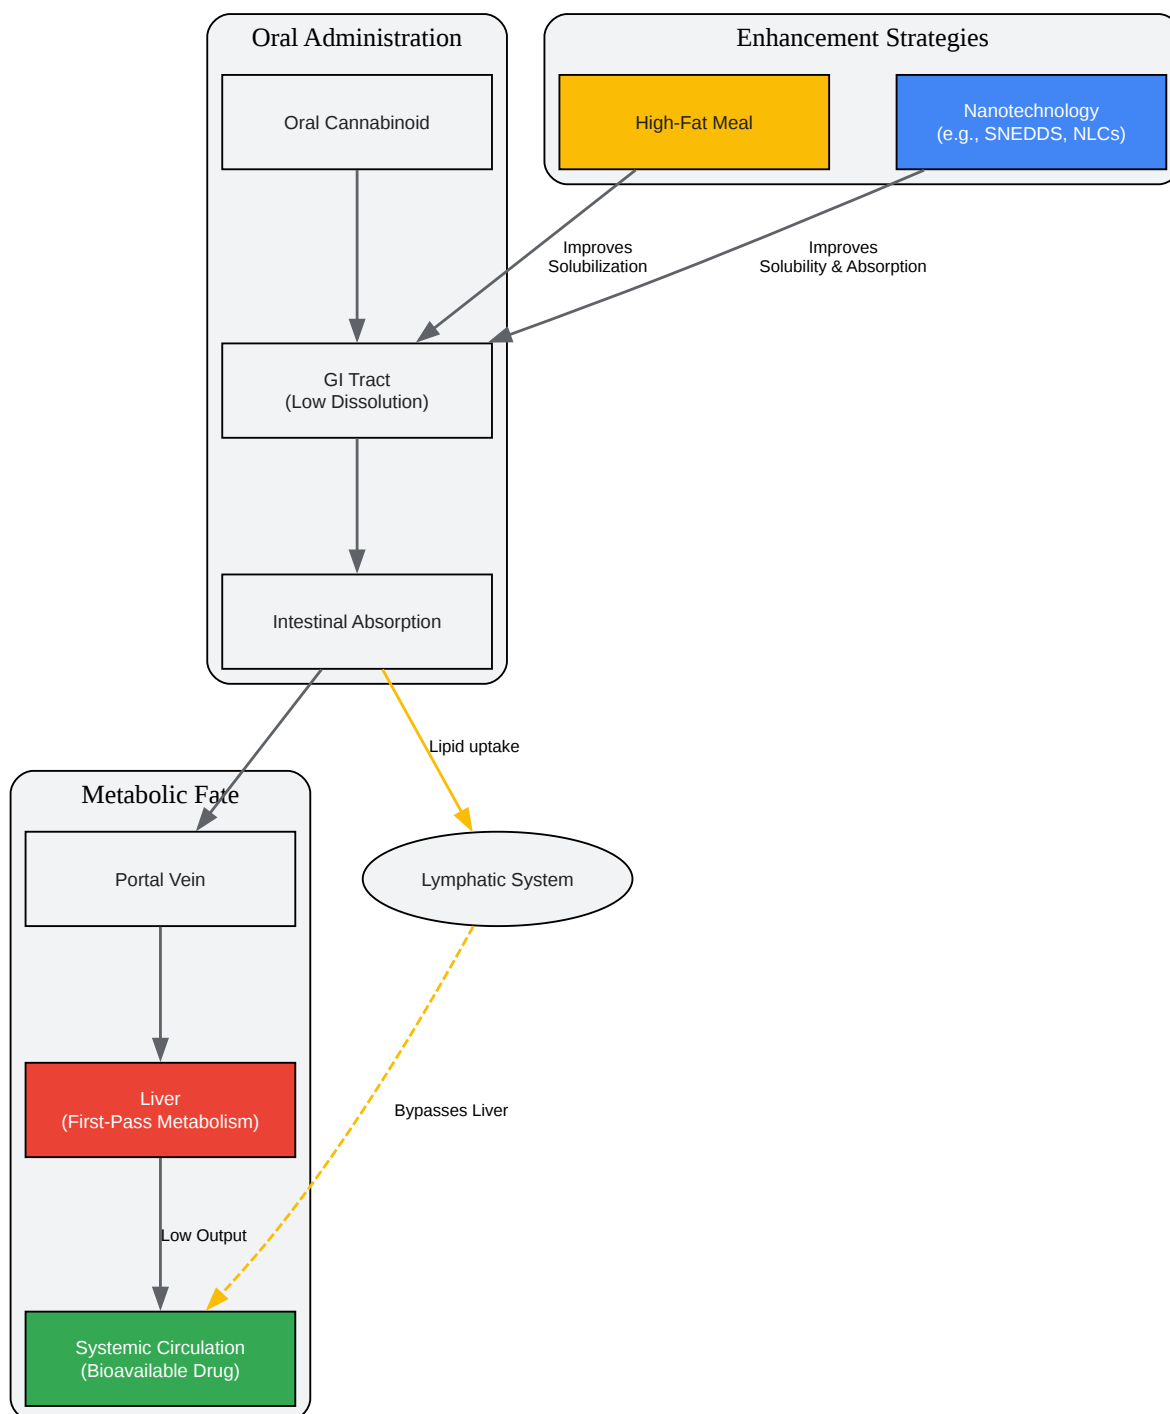 Oral Administration
Enhancement Strategies
Oral Cannabinoid
High-Fat Meal
Nanotechnology
(e.g., SNEDDS, NLCs)
Improves
Solubilization
Improves
Solubility & Absorption
GI Tract
(Low Dissolution)
Intestinal Absorption
Lipid uptake
Metabolic Fate
Portal Vein
Lymphatic System
Liver
(First-Pass Metabolism)
Bypasses Liver
Low Output
Systemic Circulation
(Bioavailable Drug)